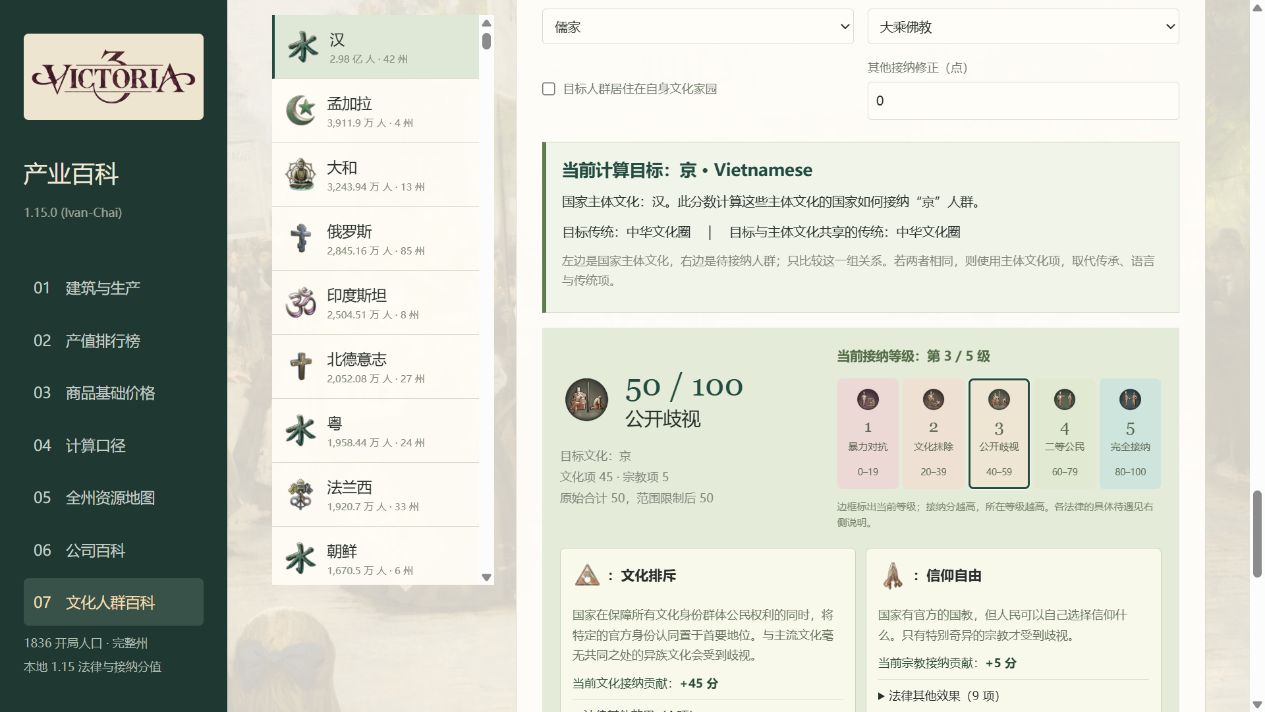 VICTORIA
3
产业百科
1.15.0 (Ivan-Chai)
01 建筑与生产
02 产值排行榜
03 商品基础价格
04 计算口径
05 全州资源地图
06 公司百科
07 文化人群百科
1836 开局人口 · 完整州
本地 1.15 法律与接纳分值
汉
2.98 亿 人 · 42 州
孟加拉
3,911.9 万 人 · 4 州
大和
3,243.94 万 人 · 13 州
俄罗斯
2,845.16 万 人 · 85 州
印度斯坦
2,504.51 万 人 · 8 州
北德意志
2,052.08 万 人 · 27 州
粤
1,958.44 万 人 · 24 州
法兰西
1,920.7 万 人 · 33 州
朝鲜
1,670.5 万 人 · 6 州
儒家
大乘佛教
目标人群居住在自身文化家园
其他接纳修正（点）
0
当前计算目标：京 • Vietnamese
国家主体文化：汉。此分数计算这些主体文化的国家如何接纳“京”人群。
目标传统：中华文化圈 | 目标与主体文化共享的传统：中华文化圈
左边是国家主体文化，右边是待接纳人群；只比较这一组关系。若两者相同，则使用主体文化项，取代传承、语言
与传统项。
50 / 100
公开歧视
目标文化：京
文化项 45 · 宗教项 5
原始合计 50，范围限制后 50
当前接纳等级：第 3 / 5 级
1
暴力对抗
0–19
2
文化抹除
20–39
3
公开歧视
40–59
4
二等公民
60–79
5
完全接纳
80–100
边框标出当前等级；接纳分越高，所在等级越高。各法律的具体待遇见右
侧说明。
：文化排斥
国家在保障所有文化身份群体公民权利的同时，将
特定的官方身份认同置于首要地位。与主流文化毫
无共同之处的异族文化会受到歧视。
当前文化接纳贡献：+45 分
：信仰自由
国家有官方的国教，但人民可以自己选择信仰什
么。只有特别奇异的宗教才受到歧视。
当前宗教接纳贡献：+5 分
▶ 法律其他效果（9 项）